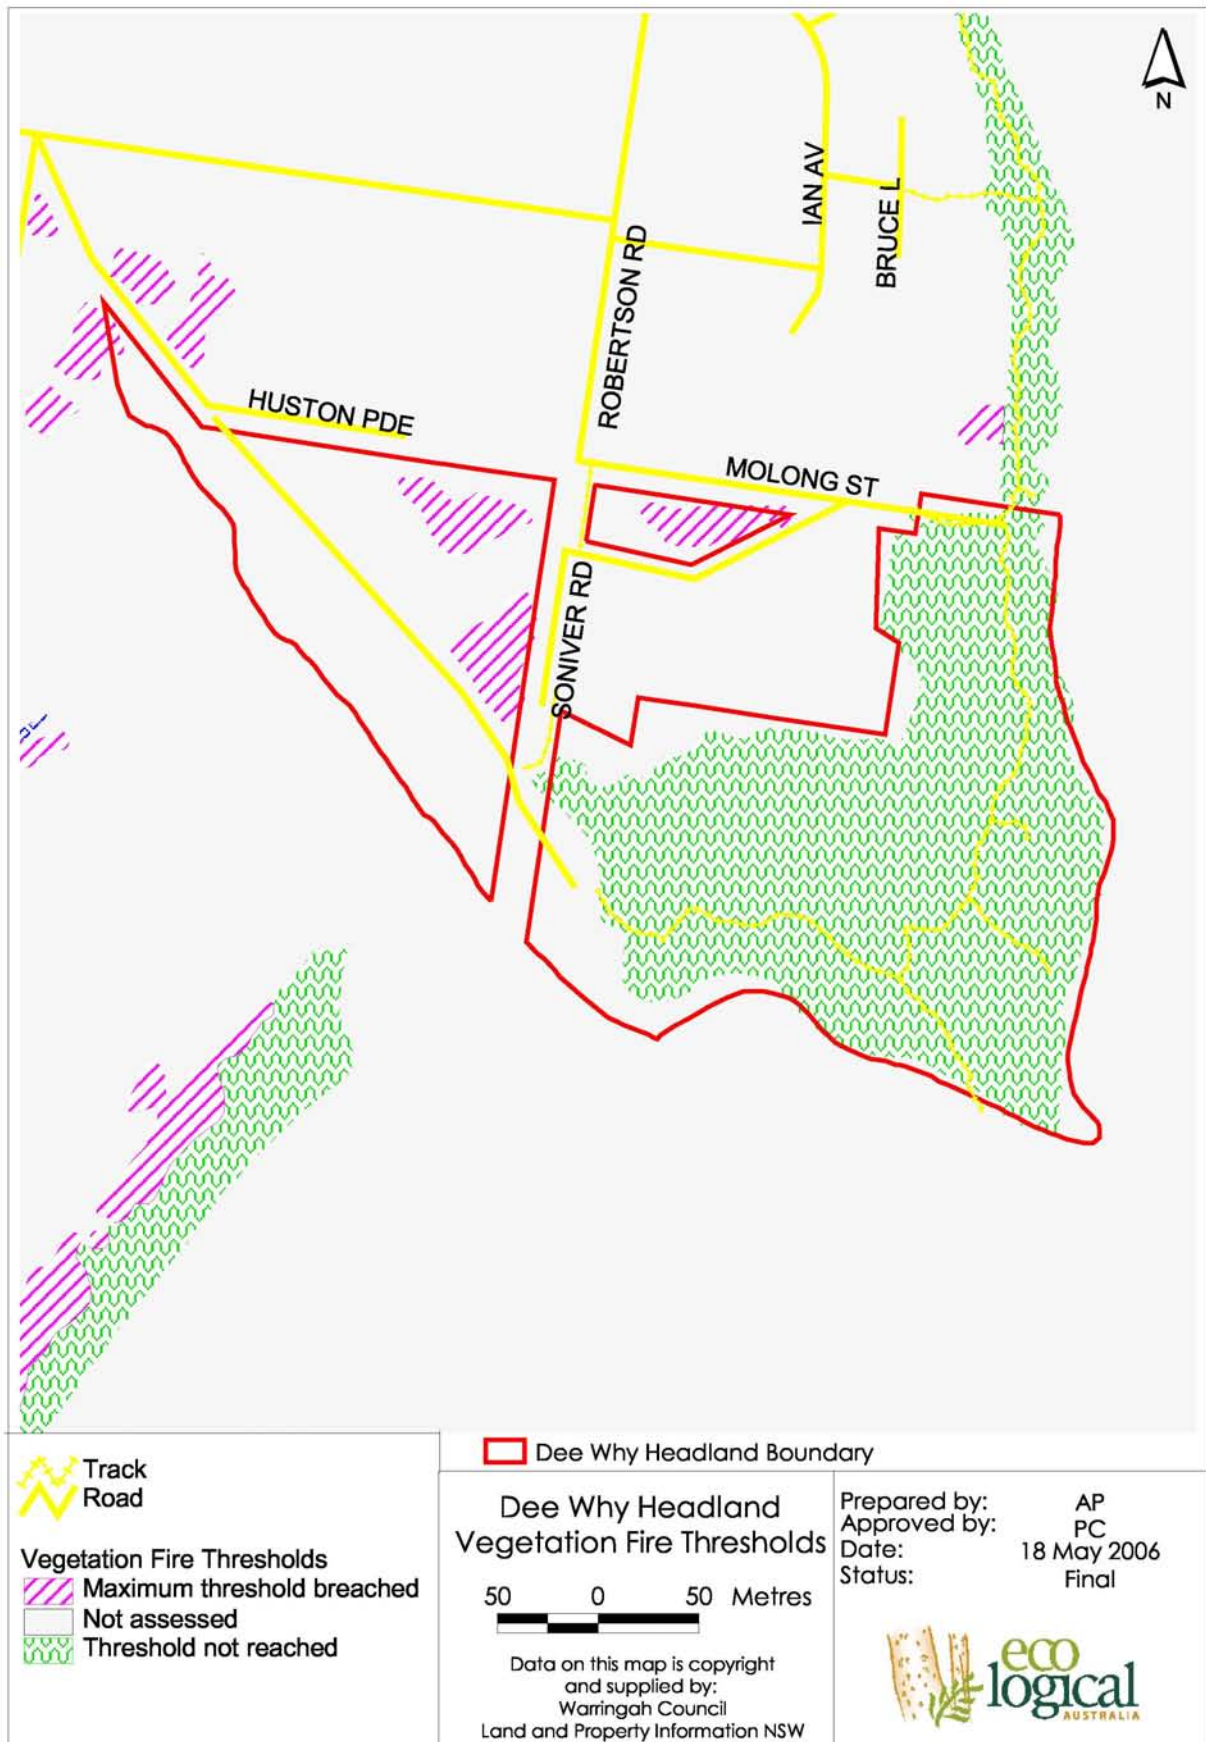 N
IAN AV
BRUCE L
ROBERTSON RD
HUSTON PDE
MOLONG ST
SONIVER RD
Track
Road
Vegetation Fire Thresholds
Maximum threshold breached
Not assessed
Threshold not reached
Dee Why Headland Boundary
Dee Why Headland
Vegetation Fire Thresholds
50 0 50 Metres
Data on this map is copyright
and supplied by:
Warringah Council
Land and Property Information NSW
Prepared by: AP
Approved by: PC
Date: 18 May 2006
Status: Final
eco
logical
AUSTRALIA